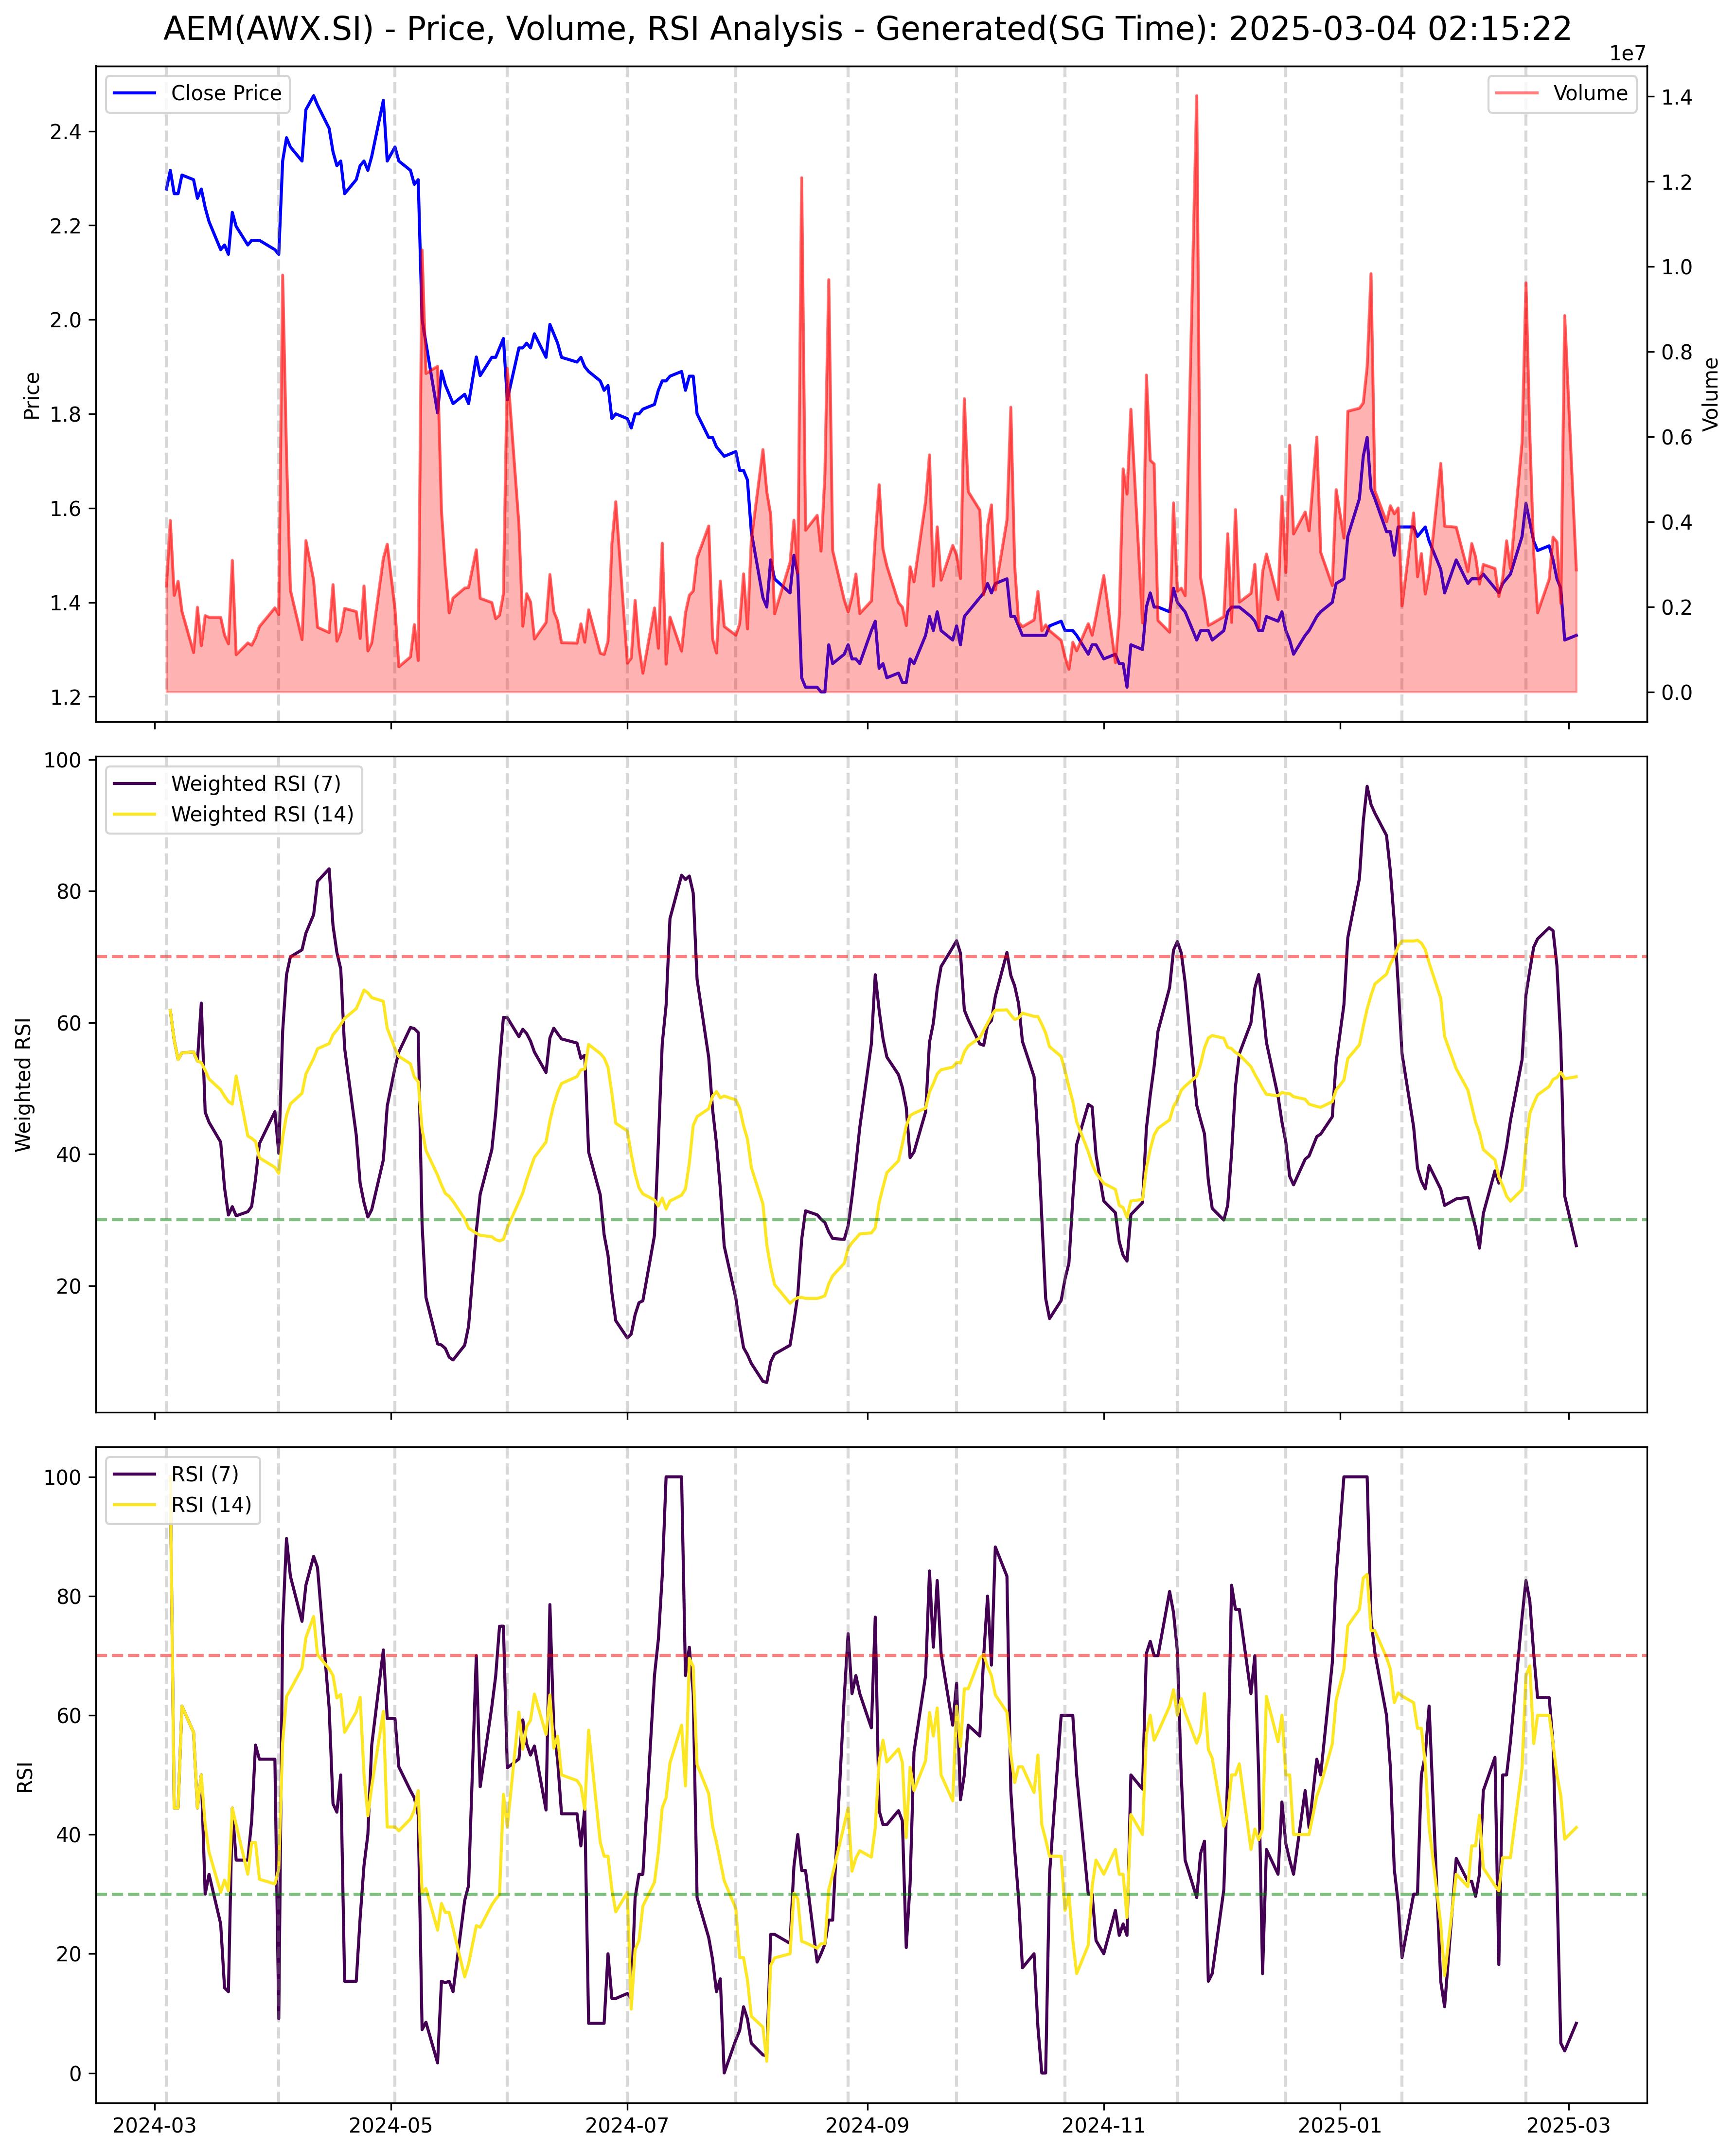 AEM(AWX.SI) - Price, Volume, RSI Analysis - Generated(SG Time): 2025-03-04 02:15:22
1e7
Close Price
Volume
2.4
2.2
2.0
1.8
1.6
1.4
1.2
Price
1.4
1.2
1.0
0.8
0.6
0.4
0.2
0.0
Volume
Weighted RSI (7)
Weighted RSI (14)
100
80
60
40
20
Weighted RSI
RSI (7)
RSI (14)
100
80
60
40
20
0
RSI
2024-03
2024-05
2024-07
2024-09
2024-11
2025-01
2025-03